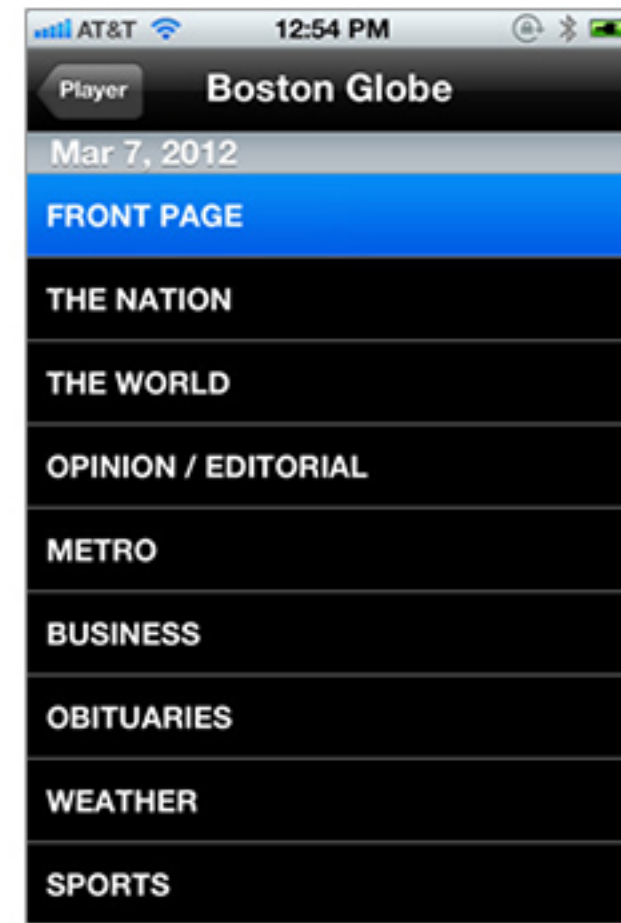 AT&T 12:54 PM
Player Boston Globe
Mar 7, 2012
FRONT PAGE
THE NATION
THE WORLD
OPINION / EDITORIAL
METRO
BUSINESS
OBITUARIES
WEATHER
SPORTS